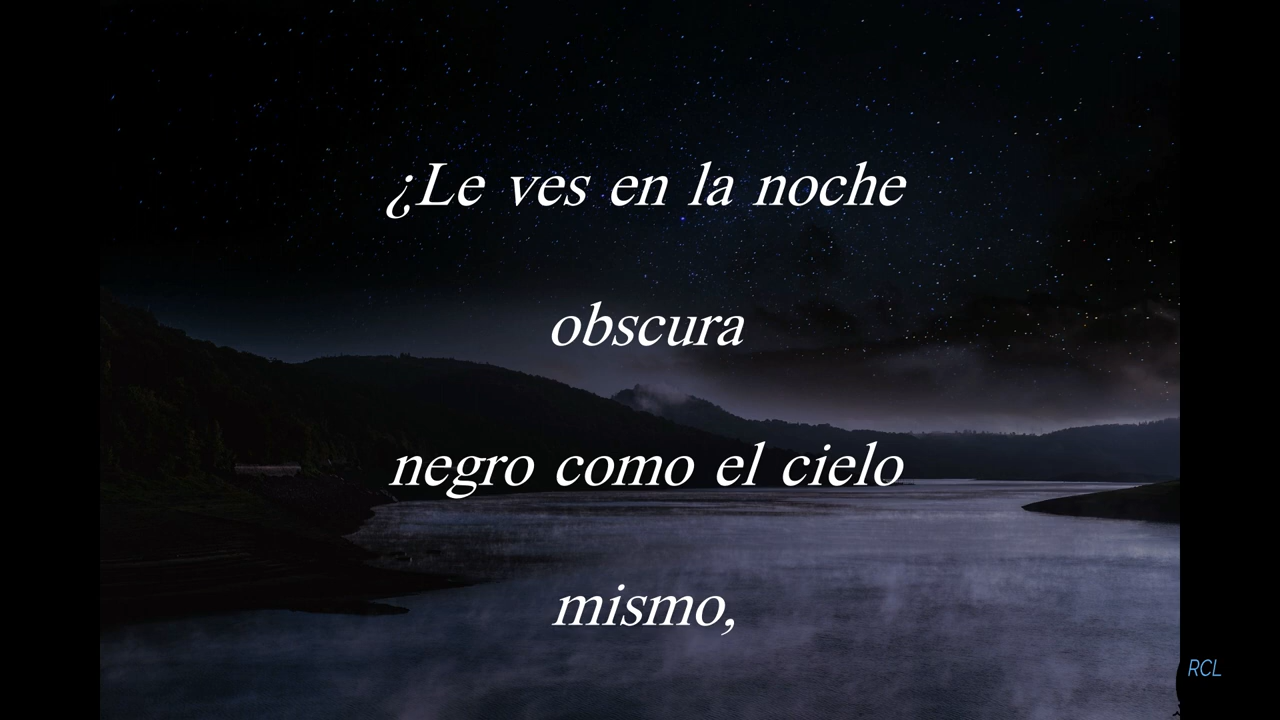 ¿Le ves en la noche
obscura
negro como el cielo
mismo,
RCL